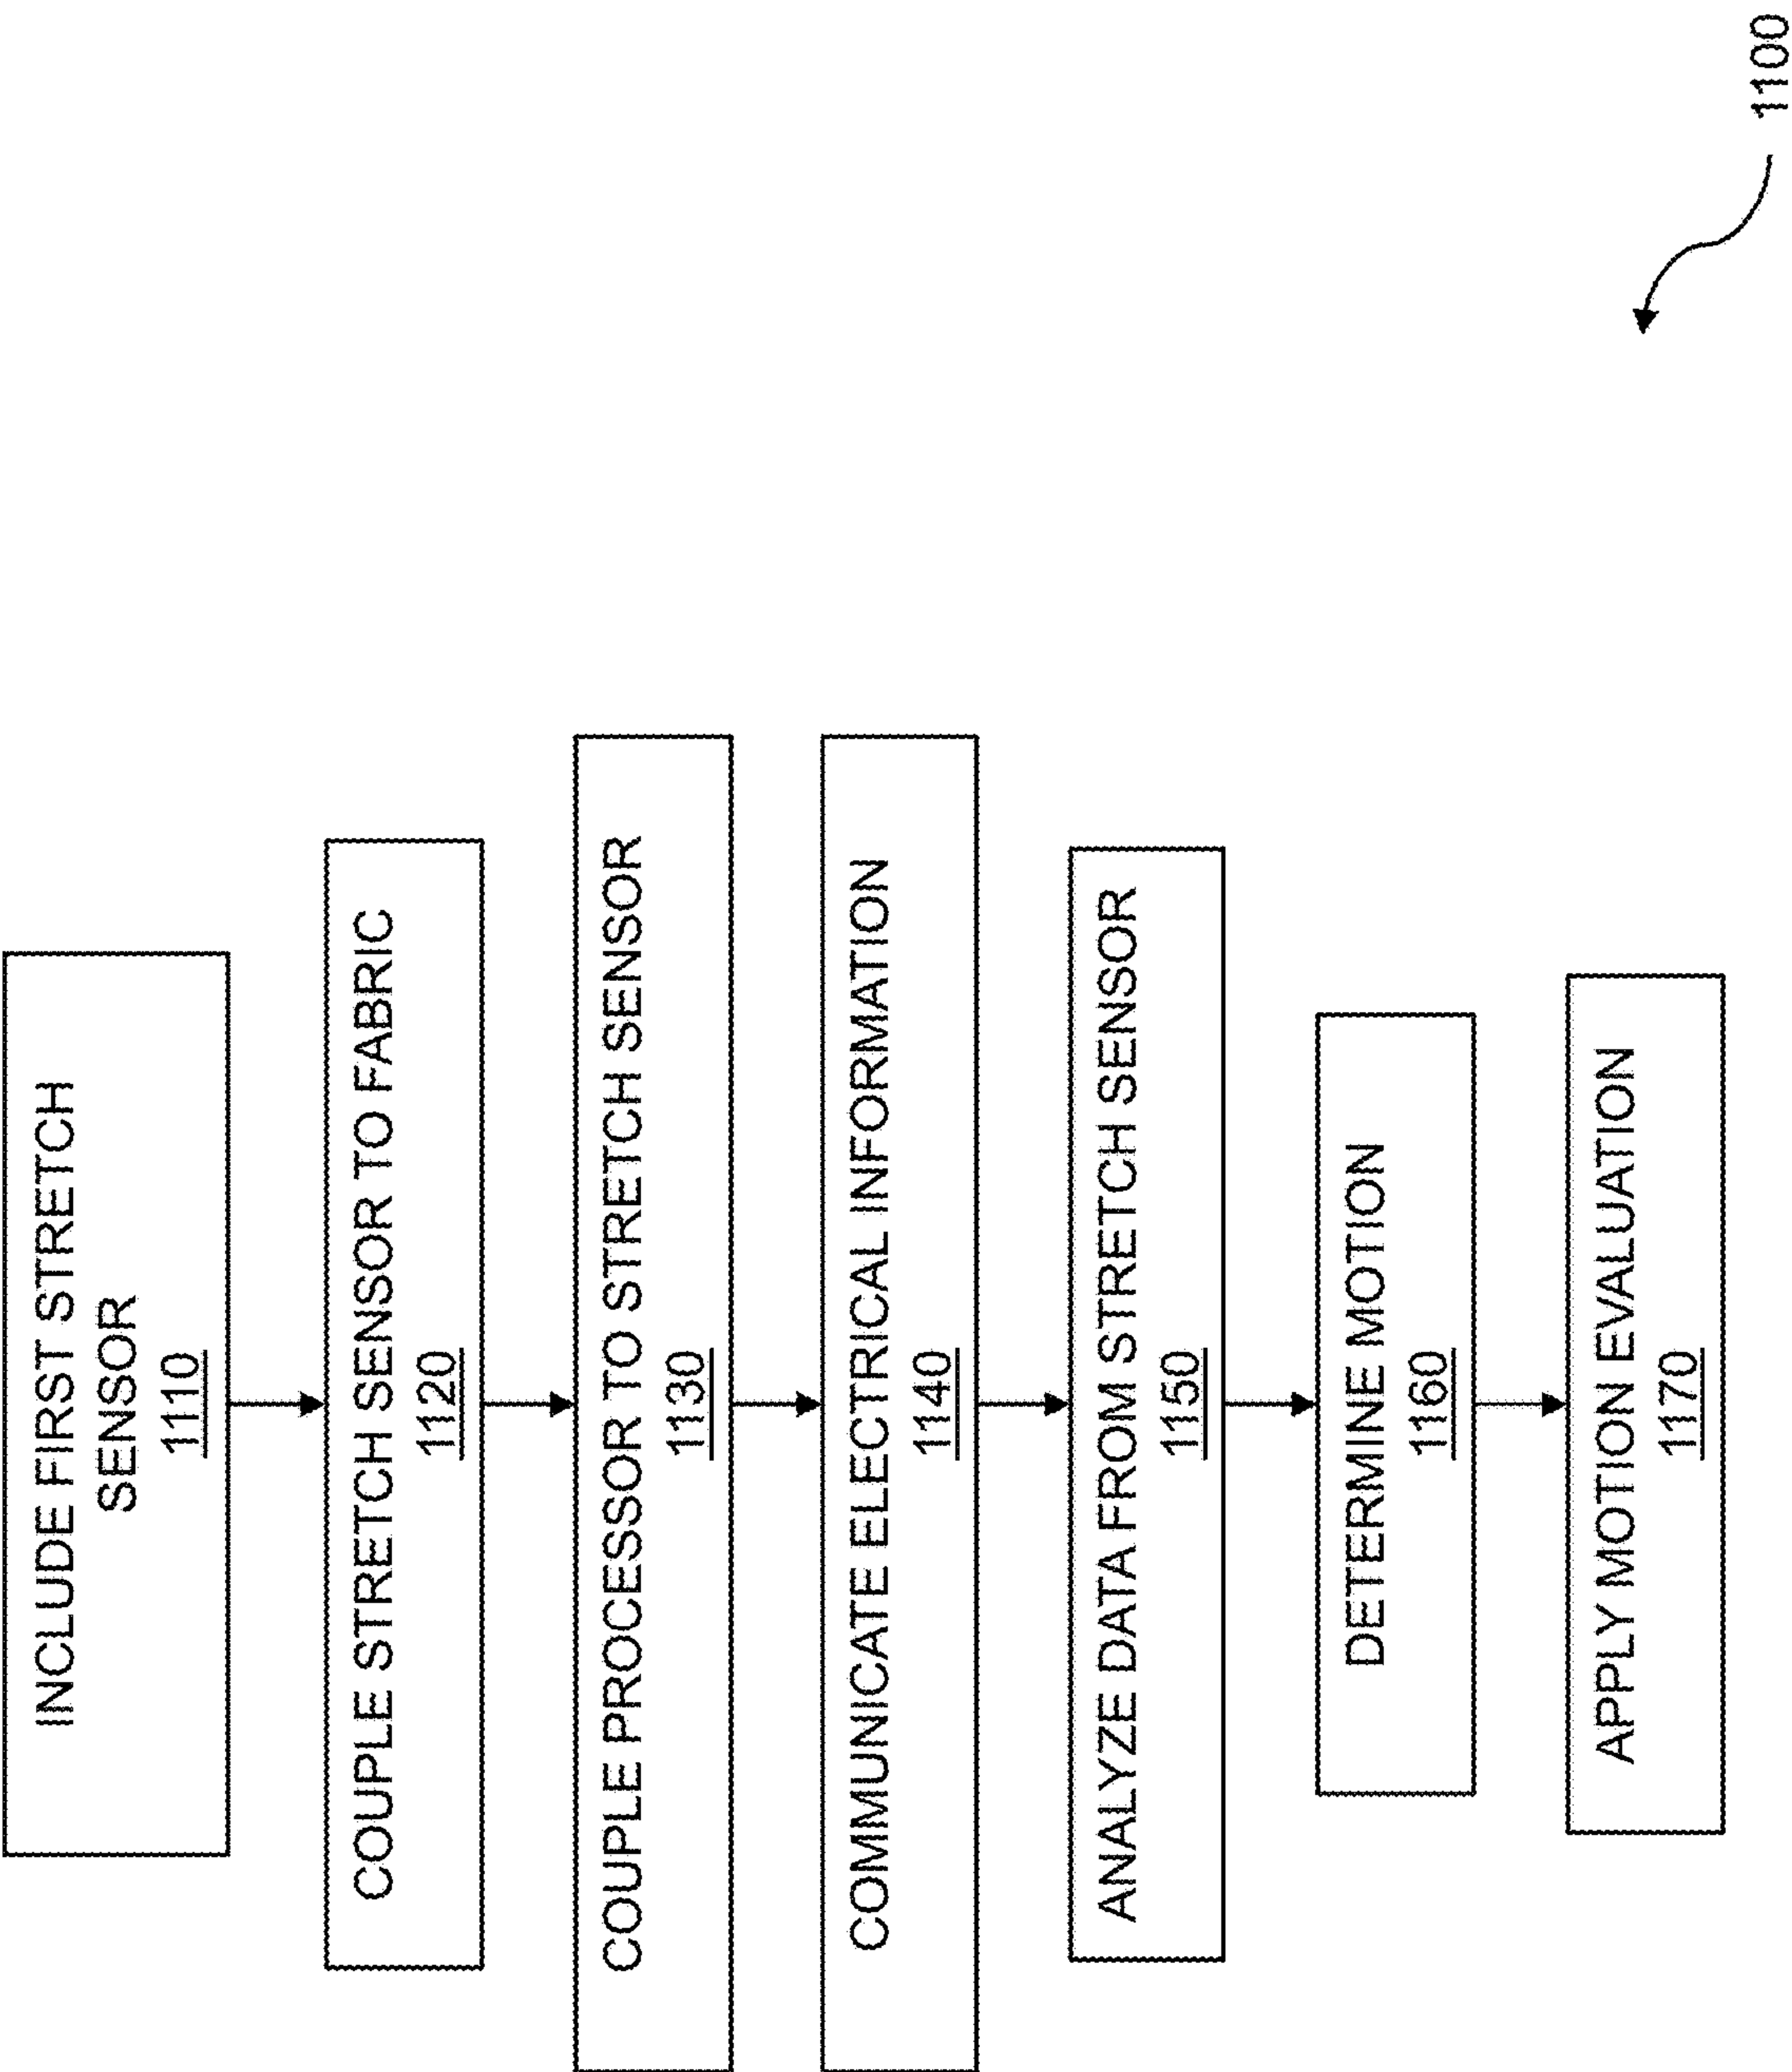 INCLUDE FIRST STRETCH
SENSOR
1110
COUPLE STRETCH SENSOR TO FABRIC
1120
COUPLE PROCESSOR TO STRETCH SENSOR
1130
COMMUNICATE ELECTRICAL INFORMATION
1140
ANALYZE DATA FROM STRETCH SENSOR
1150
DETERMINE MOTION
1160
APPLY MOTION EVALUATION
1170
1100